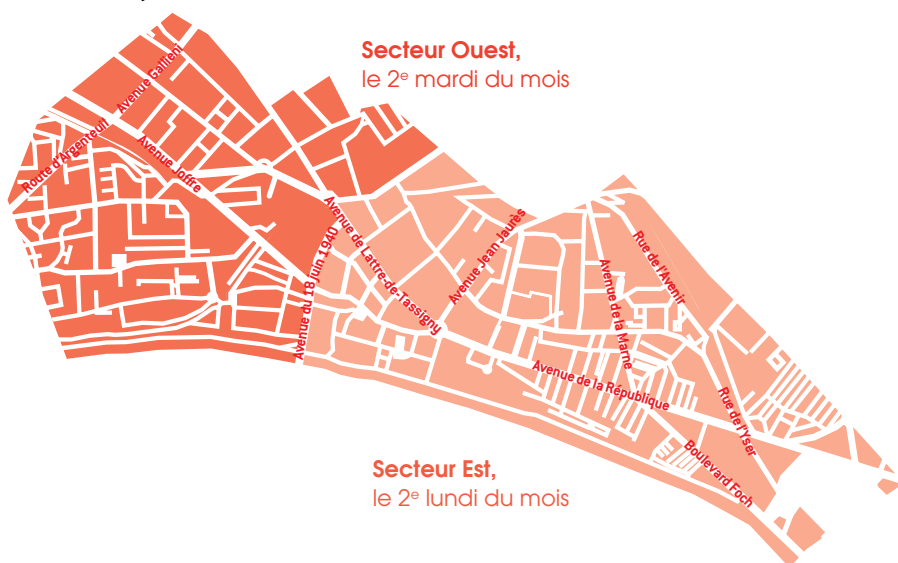 Secteur Ouest,
le 2e mardi du mois
Avenue Gallieni
Route d'Argenteuil
Avenue Joffre
Avenue du 18 juin 1940
Avenue de Lattre-de-Tassigny
Avenue Jean Jaurès
Rue de l'Avenir
Avenue de la Marne
Avenue de la République
Rue de l'Yser
Boulevard Foch
Secteur Est,
le 2e lundi du mois